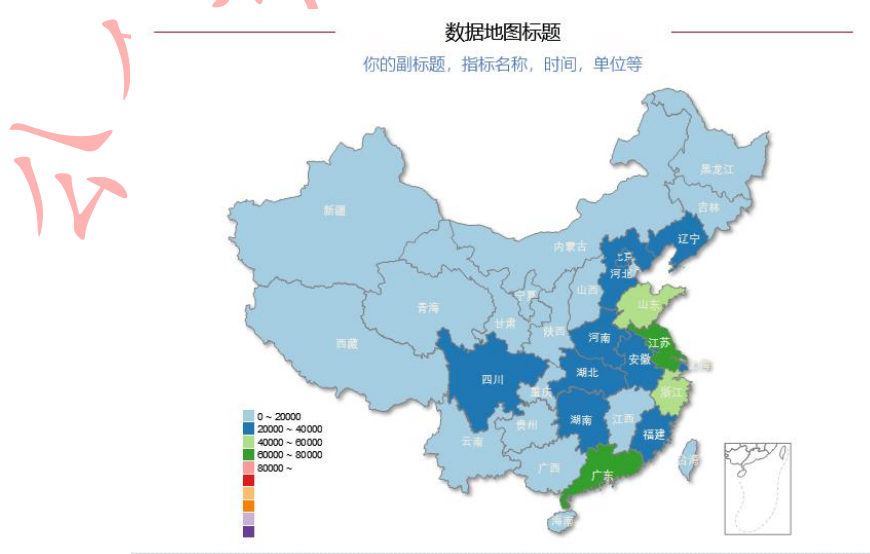 数据地图标题
你的副标题，指标名称，时间，单位等
黑龙江
吉林
新疆
辽宁
内蒙古
北京
河北
山西
宁夏
山东
青海
甘肃
陕西
河南
江苏
西藏
安徽
上海
四川
湖北
重庆
浙江
湖南
江西
贵州
福建
云南
广西
广东
台湾
海南
0 ~ 20000
20000 ~ 40000
40000 ~ 60000
60000 ~ 80000
80000 ~